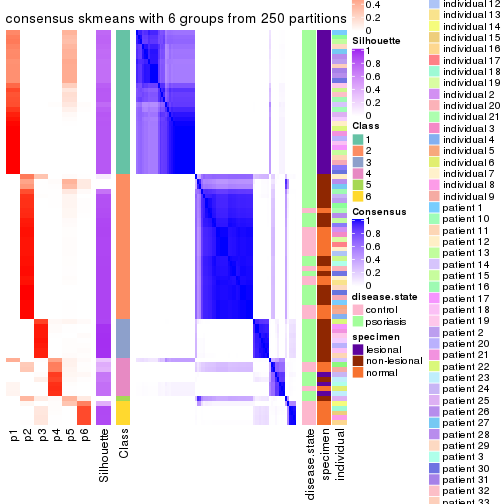 consensus skmeans with 6 groups from 250 partitions
p1
p2
p3
p4
p5
p6
Silhouette
Class
disease.state
specimen
individual
0.4
0.2
0
Silhouette
1
0.8
0.6
0.4
0.2
0
Class
1
2
3
4
5
6
Consensus
1
0.8
0.6
0.4
0.2
0
disease.state
control
psoriasis
specimen
lesional
non-lesional
normal
individual 12
individual 13
individual 14
individual 15
individual 16
individual 17
individual 18
individual 19
individual 2
individual 20
individual 21
individual 3
individual 4
individual 5
individual 6
individual 7
individual 8
individual 9
patient 1
patient 10
patient 11
patient 12
patient 13
patient 14
patient 15
patient 16
patient 17
patient 18
patient 19
patient 2
patient 20
patient 21
patient 22
patient 23
patient 24
patient 25
patient 26
patient 27
patient 28
patient 29
patient 3
patient 30
patient 31
patient 32
patient 33